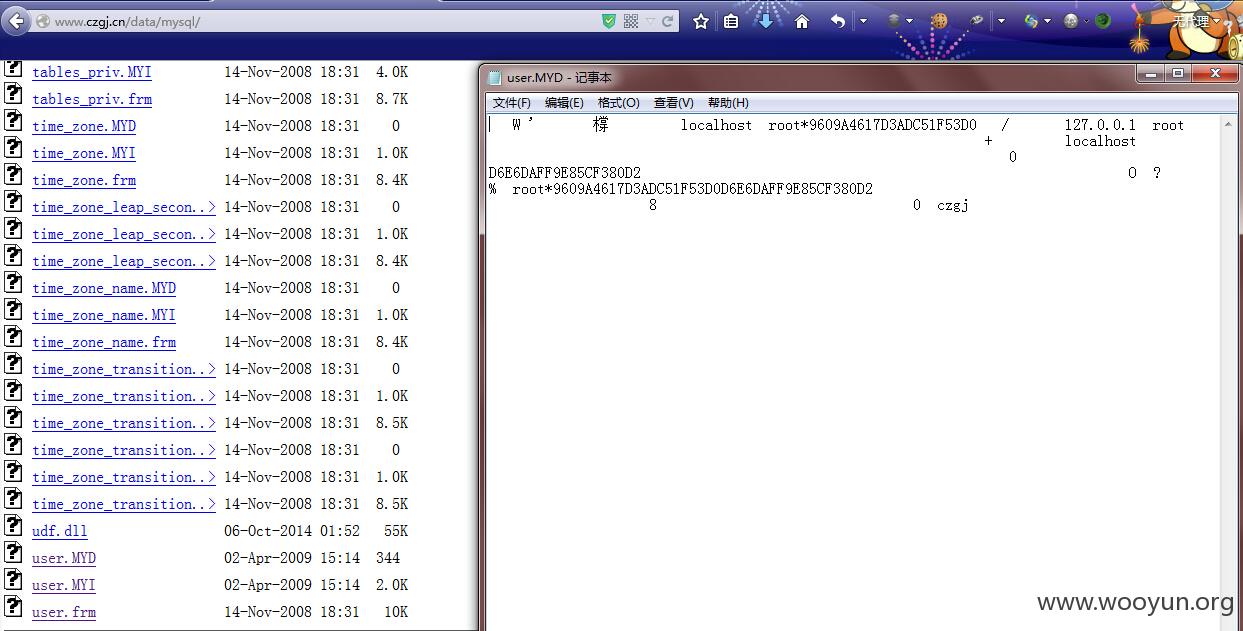 www.czgj.cn/data/mysql/
无代理
tables_priv.MYI 14-Nov-2008 18:31 4.0K
tables_priv.frm 14-Nov-2008 18:31 8.7K
time_zone.MYD 14-Nov-2008 18:31 0
time_zone.MYI 14-Nov-2008 18:31 1.0K
time_zone.frm 14-Nov-2008 18:31 8.4K
time_zone_leap_secon..> 14-Nov-2008 18:31 0
time_zone_leap_secon..> 14-Nov-2008 18:31 1.0K
time_zone_leap_secon..> 14-Nov-2008 18:31 8.4K
time_zone_name.MYD 14-Nov-2008 18:31 0
time_zone_name.MYI 14-Nov-2008 18:31 1.0K
time_zone_name.frm 14-Nov-2008 18:31 8.4K
time_zone_transition..> 14-Nov-2008 18:31 0
time_zone_transition..> 14-Nov-2008 18:31 1.0K
time_zone_transition..> 14-Nov-2008 18:31 8.5K
time_zone_transition..> 14-Nov-2008 18:31 0
time_zone_transition..> 14-Nov-2008 18:31 1.0K
time_zone_transition..> 14-Nov-2008 18:31 8.5K
udf.dll 06-Oct-2014 01:52 55K
user.MYD 02-Apr-2009 15:14 344
user.MYI 02-Apr-2009 15:14 2.0K
user.frm 14-Nov-2008 18:31 10K
user.MYD - 记事本
文件(F) 编辑(E) 格式(O) 查看(V) 帮助(H)
W ' localhost root*9609A4617D3ADC51F53D0 / 127.0.0.1 root
+ localhost
0
D6E6DAFF9E85CF380D2 0 ?
% root*9609A4617D3ADC51F53D0D6E6DAFF9E85CF380D2
8 0 czgj
www.wooyun.org